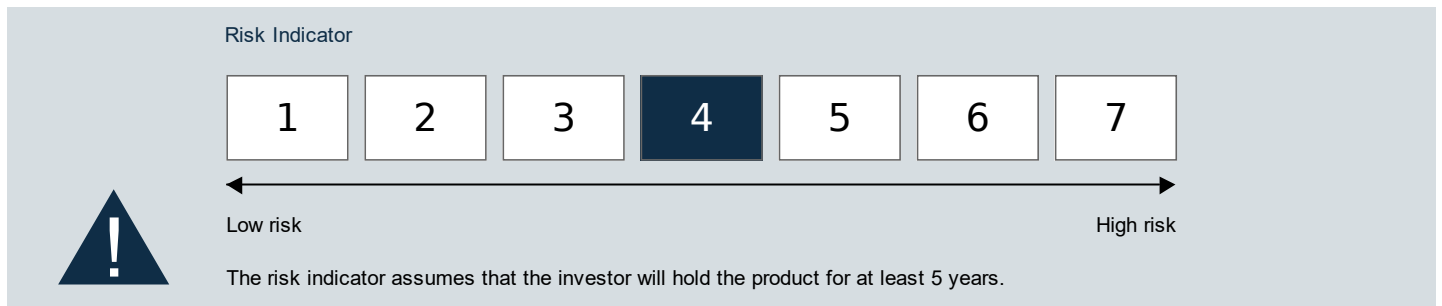 Risk Indicator
1 2 3 4 5 6 7
Low risk High risk
!
The risk indicator assumes that the investor will hold the product for at least 5 years.